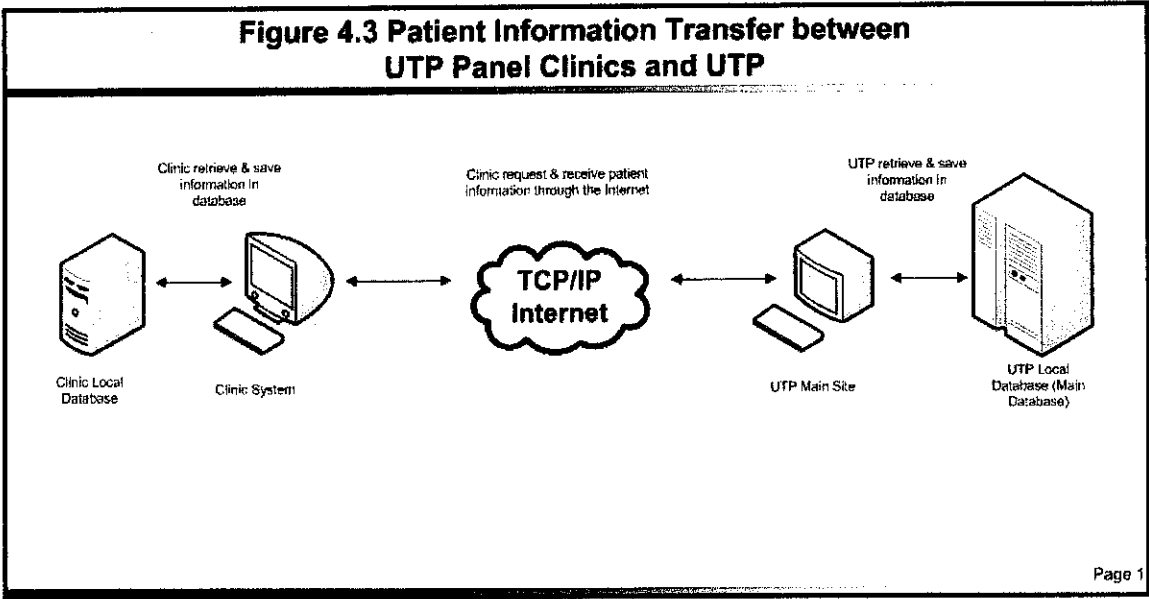 Figure 4.3 Patient Information Transfer between
UTP Panel Clinics and UTP
Clinic retrieve & save
information in
database
Clinic request & receive patient
information through the Internet
UTP retrieve & save
information in
database
TCP/IP
Internet
Clinic Local
Database
Clinic System
UTP Main Site
UTP Local
Database (Main
Database)
Page 1